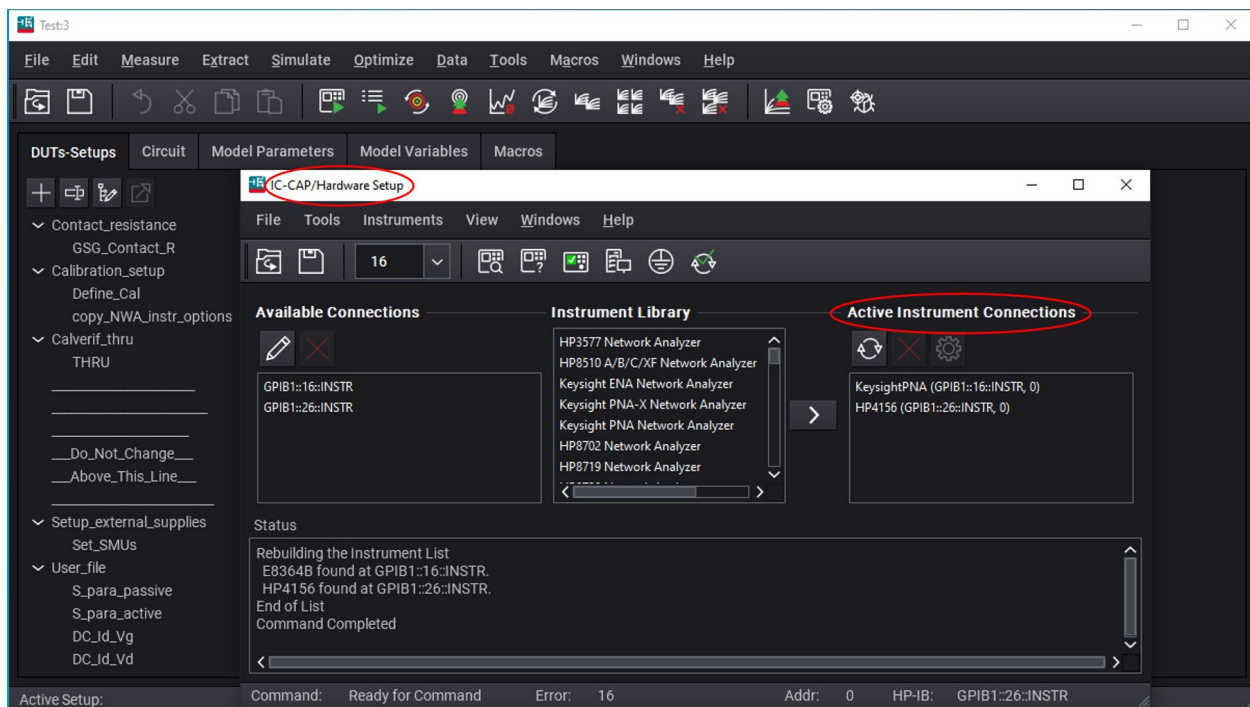 Test:3
File Edit Measure Extract Simulate Optimize Data Tools Macros Windows Help
DUTs-Setups Circuit Model Parameters Model Variables Macros
Contact_resistance
GSG_Contact_R
Calibration_setup
Define_Cal
copy_NWA_instr_options
Calverif_thru
THRU
___Do_Not_Change___
___Above_This_Line___
Setup_external_supplies
Set_SMUs
User_file
S_para_passive
S_para_active
DC_Id_Vg
DC_Id_Vd
Active Setup:
IC-CAP/Hardware Setup
File Tools Instruments View Windows Help
16
Available Connections
GPIB1::16::INSTR
GPIB1::26::INSTR
Instrument Library
HP3577 Network Analyzer
HP8510 A/B/C/XF Network Analyzer
Keysight ENA Network Analyzer
Keysight PNA-X Network Analyzer
Keysight PNA Network Analyzer
HP8702 Network Analyzer
HP8719 Network Analyzer
Active Instrument Connections
KeysightPNA (GPIB1::16::INSTR, 0)
HP4156 (GPIB1::26::INSTR, 0)
Status
Rebuilding the Instrument List
E8364B found at GPIB1::16::INSTR.
HP4156 found at GPIB1::26::INSTR.
End of List
Command Completed
Command: Ready for Command Error: 16 Addr: 0 HP-IB: GPIB1::26::INSTR